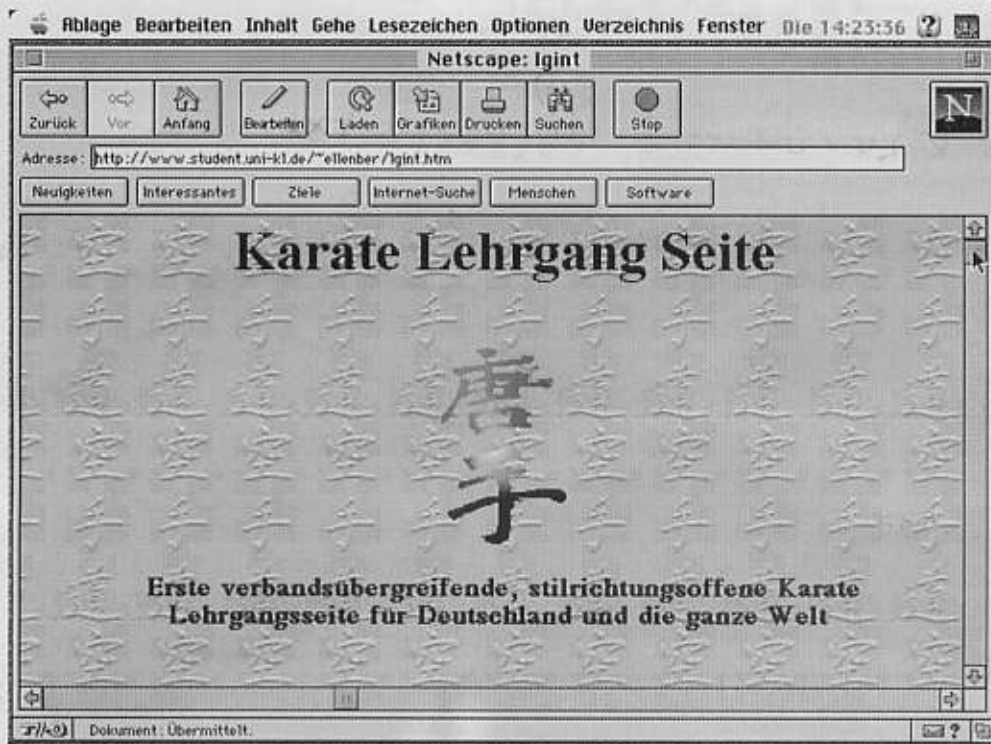 Ablage Bearbeiten Inhalt Gehe Lesezeichen Optionen Verzeichnis Fenster Die 14:23:36
Netscape: lgint
Zurück Vor Anfang Bearbeiten Laden Grafiken Drucken Suchen Stop
N
Adresse: http://www.student.uni-kl.de/~ellenber/lgint.htm
Neuigkeiten Interessantes Ziele Internet-Suche Menschen Software
Karate Lehrgang Seite
唐
手
Erste verbandsübergreifende, stilrichtungsoffene Karate
Lehrgangsseite für Deutschland und die ganze Welt
Dokument: Übermittelt. ?